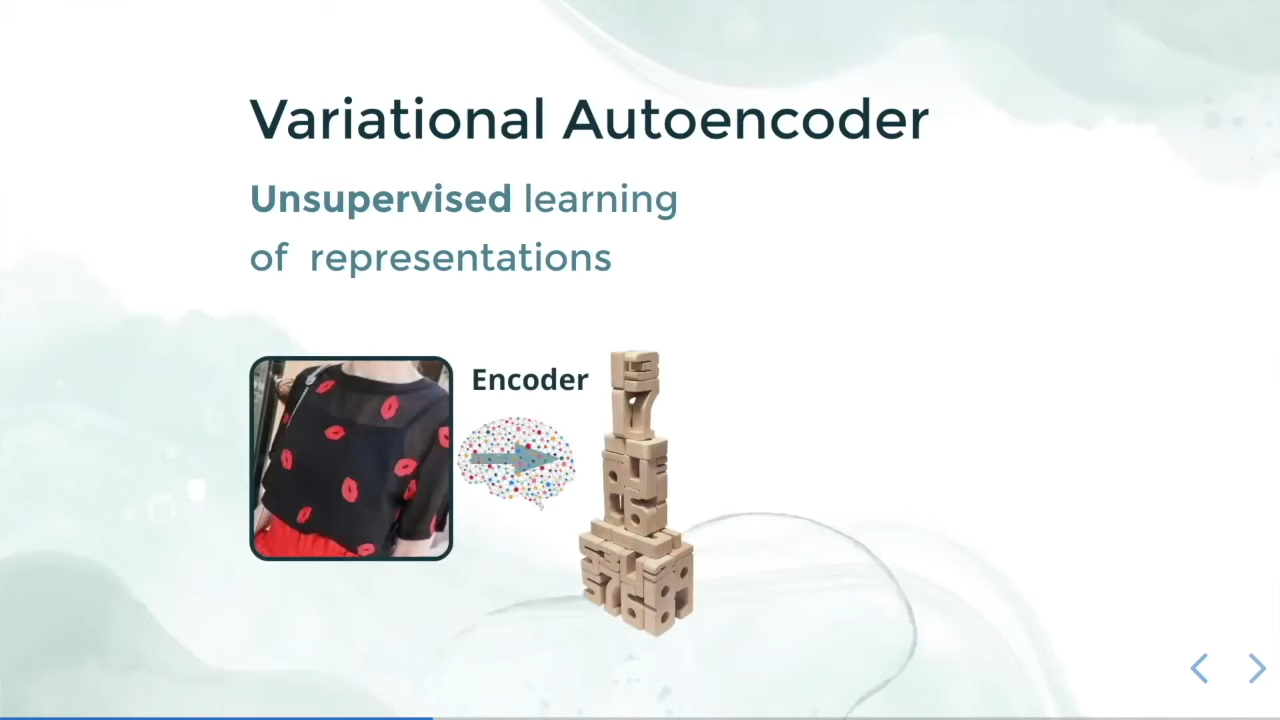 Variational Autoencoder
Unsupervised learning
of representations
Encoder